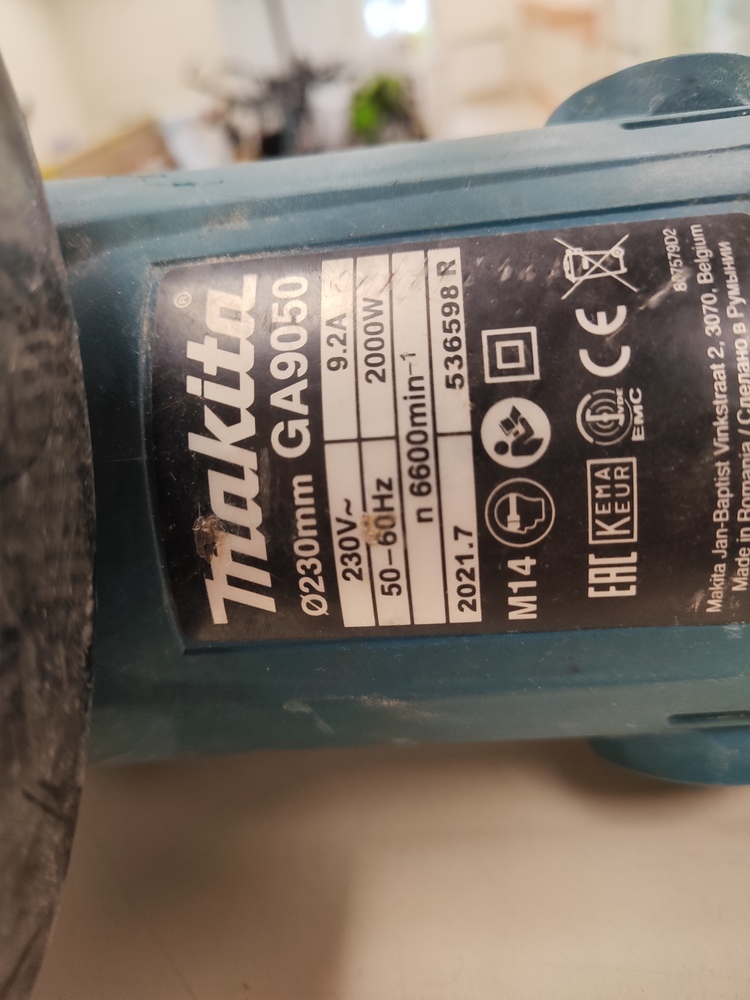 Makita®
Ø230mm GA9050
230V~ 9.2A
50–60Hz 2000W
n 6600min⁻¹
2021.7 536598 R
M14
EAC KEMA KEUR VDE EMC CE
Makita Jan-Baptist Vinkstraat 2, 3070, Belgium
Made in Romania / Сделано в Румынии